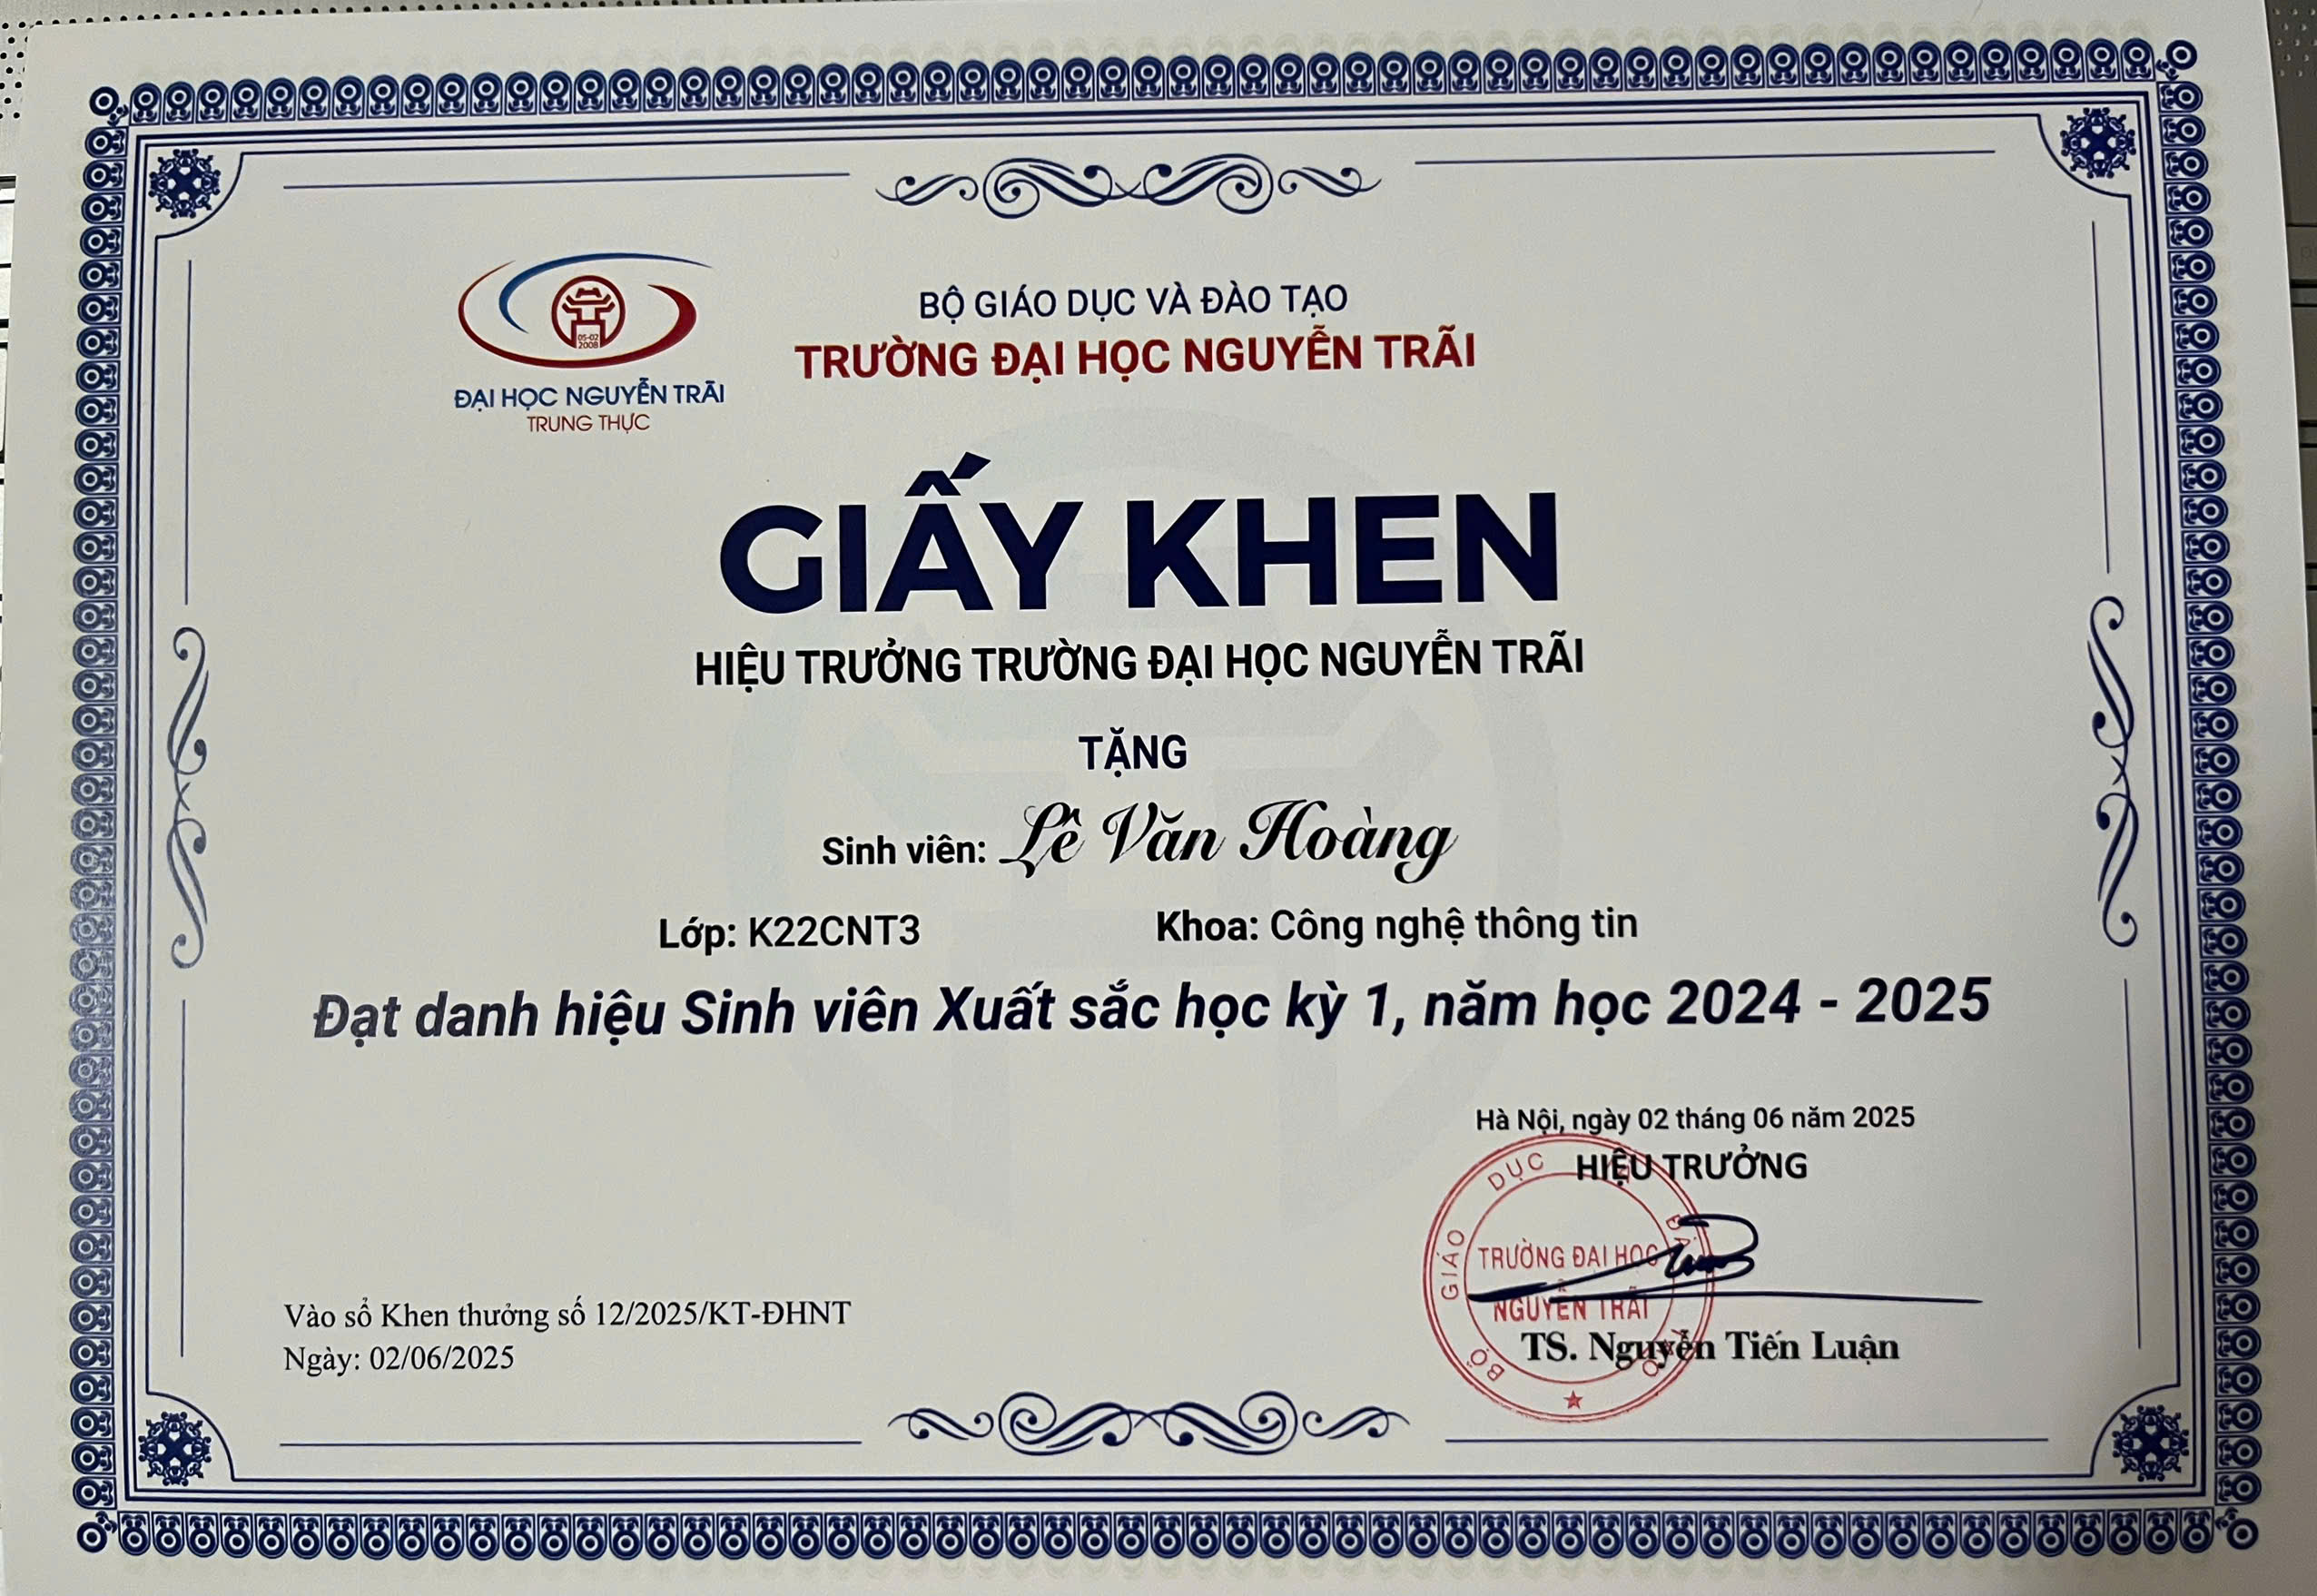 05-02
2008
ĐẠI HỌC NGUYỄN TRÃI
TRUNG THỰC
BỘ GIÁO DỤC VÀ ĐÀO TẠO
TRƯỜNG ĐẠI HỌC NGUYỄN TRÃI
GIẤY KHEN
HIỆU TRƯỞNG TRƯỜNG ĐẠI HỌC NGUYỄN TRÃI
TẶNG
Sinh viên: Lê Văn Hoàng
Lớp: K22CNT3 Khoa: Công nghệ thông tin
Đạt danh hiệu Sinh viên Xuất sắc học kỳ 1, năm học 2024 - 2025
Hà Nội, ngày 02 tháng 06 năm 2025
HIỆU TRƯỞNG
BỘ GIÁO DỤC
TRƯỜNG ĐẠI HỌC
NGUYỄN TRÃI
TS. Nguyễn Tiến Luận
Vào sổ Khen thưởng số 12/2025/KT-ĐHNT
Ngày: 02/06/2025